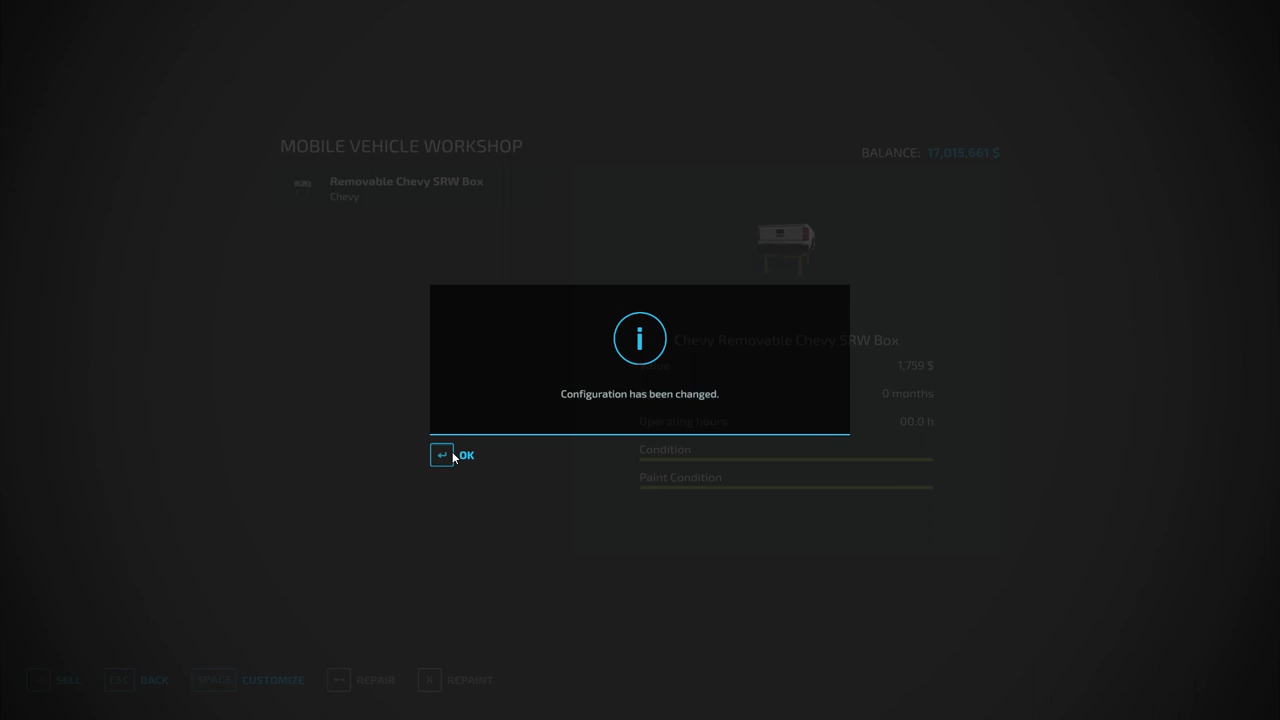 MOBILE VEHICLE WORKSHOP
BALANCE: 17,015,661 $
Removable Chevy SRW Box
Chevy
Chevy Removable Chevy SRW Box
Value 1,759 $
0 months
Configuration has been changed.
Operating hours 00.0 h
OK
Condition
Paint Condition
SELL
ESC BACK
SPACE CUSTOMIZE
REPAIR
X REPAINT